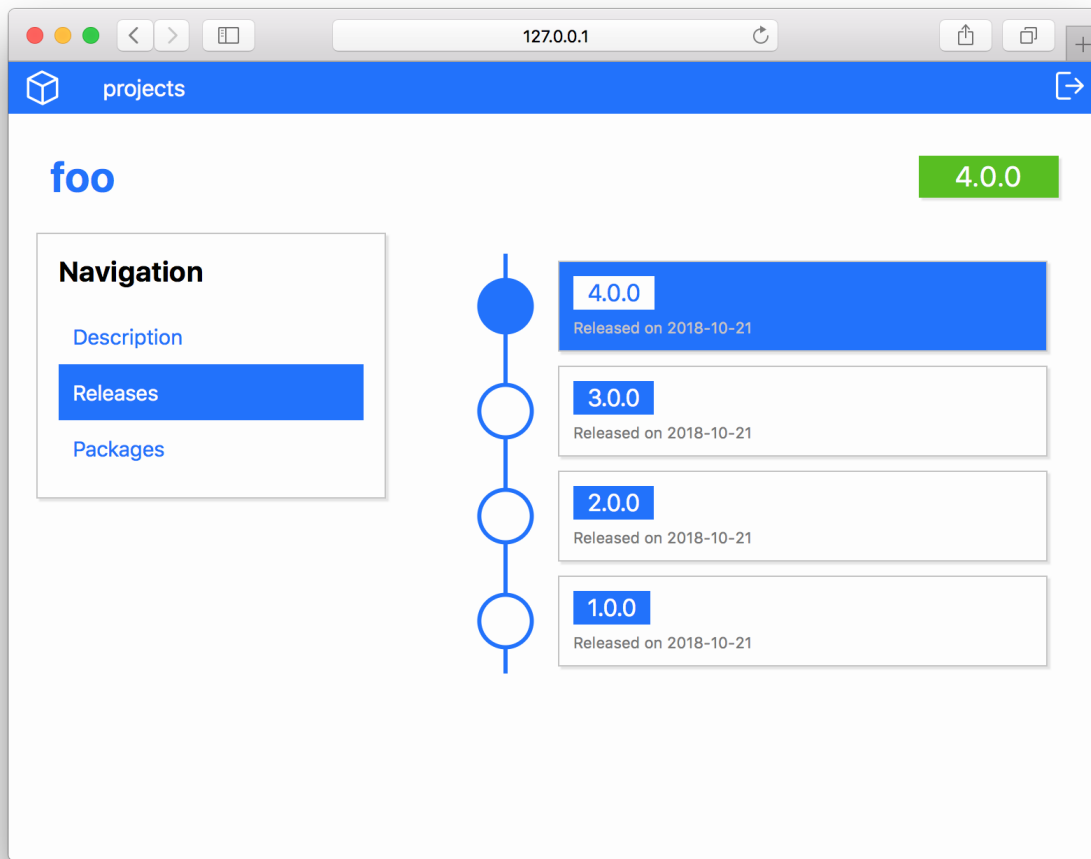 127.0.0.1
projects
foo
4.0.0
Navigation
Description
Releases
Packages
4.0.0
Released on 2018-10-21
3.0.0
Released on 2018-10-21
2.0.0
Released on 2018-10-21
1.0.0
Released on 2018-10-21